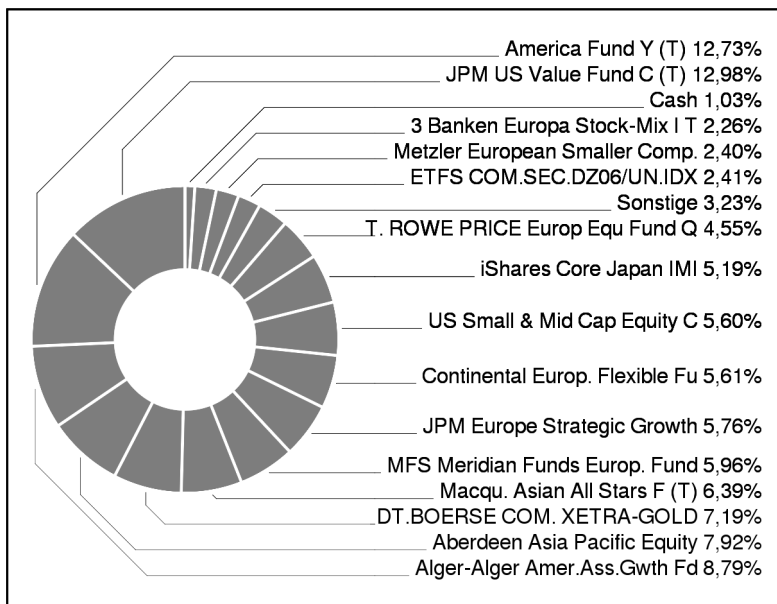 America Fund Y (T) 12,73%
JPM US Value Fund C (T) 12,98%
Cash 1,03%
3 Banken Europa Stock-Mix I T 2,26%
Metzler European Smaller Comp. 2,40%
ETFS COM.SEC.DZ06/UN.IDX 2,41%
Sonstige 3,23%
T. ROWE PRICE Europ Equ Fund Q 4,55%
iShares Core Japan IMI 5,19%
US Small & Mid Cap Equity C 5,60%
Continental Europ. Flexible Fu 5,61%
JPM Europe Strategic Growth 5,76%
MFS Meridian Funds Europ. Fund 5,96%
Macqu. Asian All Stars F (T) 6,39%
DT.BOERSE COM. XETRA-GOLD 7,19%
Aberdeen Asia Pacific Equity 7,92%
Alger-Alger Amer.Ass.Gwth Fd 8,79%